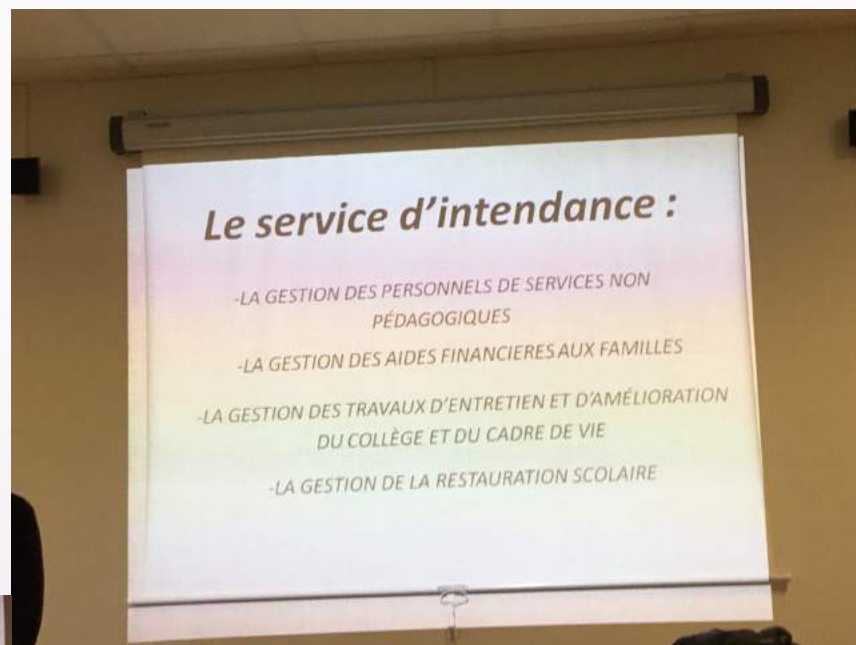 Le service d'intendance :
-LA GESTION DES PERSONNELS DE SERVICES NON
PÉDAGOGIQUES
-LA GESTION DES AIDES FINANCIERES AUX FAMILLES
-LA GESTION DES TRAVAUX D'ENTRETIEN ET D'AMÉLIORATION
DU COLLÈGE ET DU CADRE DE VIE
-LA GESTION DE LA RESTAURATION SCOLAIRE